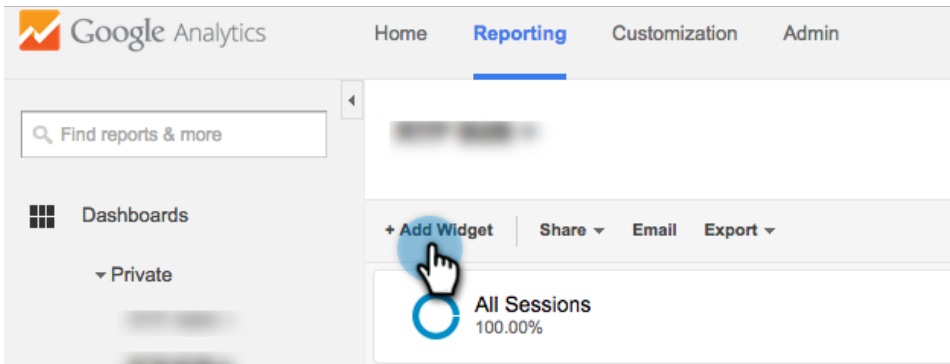 Google Analytics
Home Reporting Customization Admin
Find reports & more
Dashboards
Private
+ Add Widget Share Email Export
All Sessions
100.00%